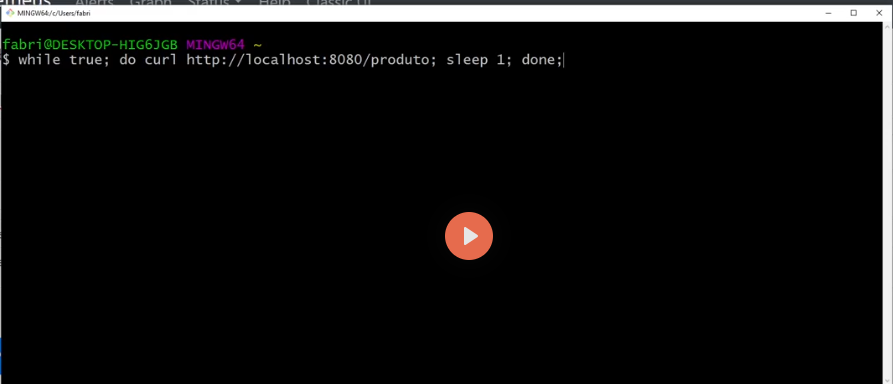 Alerts Graph Status Help Classic UI
MINGW64:/c/Users/fabri
fabri@DESKTOP-HIG6JGB MINGW64 ~
$ while true; do curl http://localhost:8080/produto; sleep 1; done;